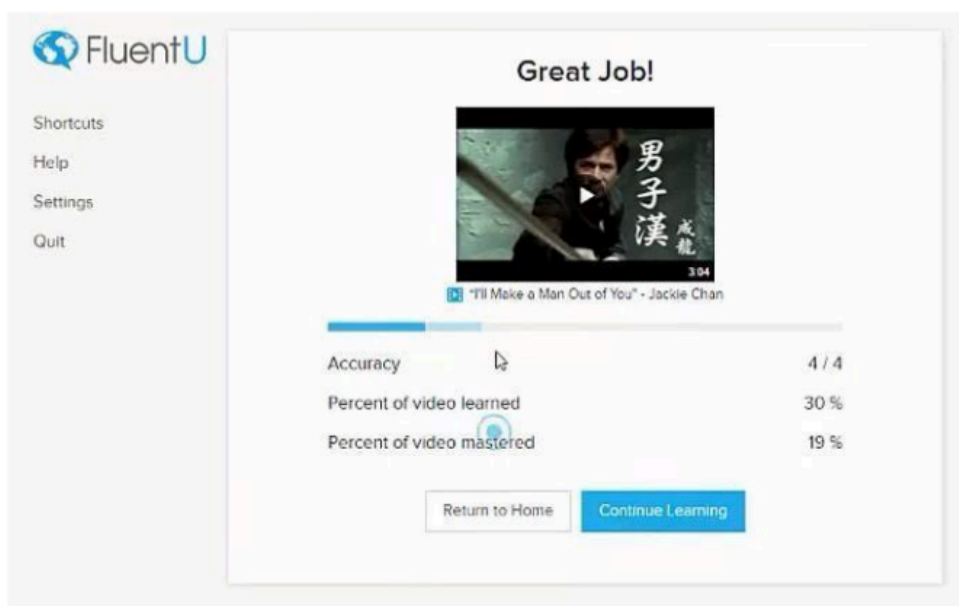 FluentU
Shortcuts
Help
Settings
Quit
Great Job!
男子漢
成龍
3:04
"I'll Make a Man Out of You" - Jackie Chan
Accuracy 4 / 4
Percent of video learned 30 %
Percent of video mastered 19 %
Return to Home Continue Learning